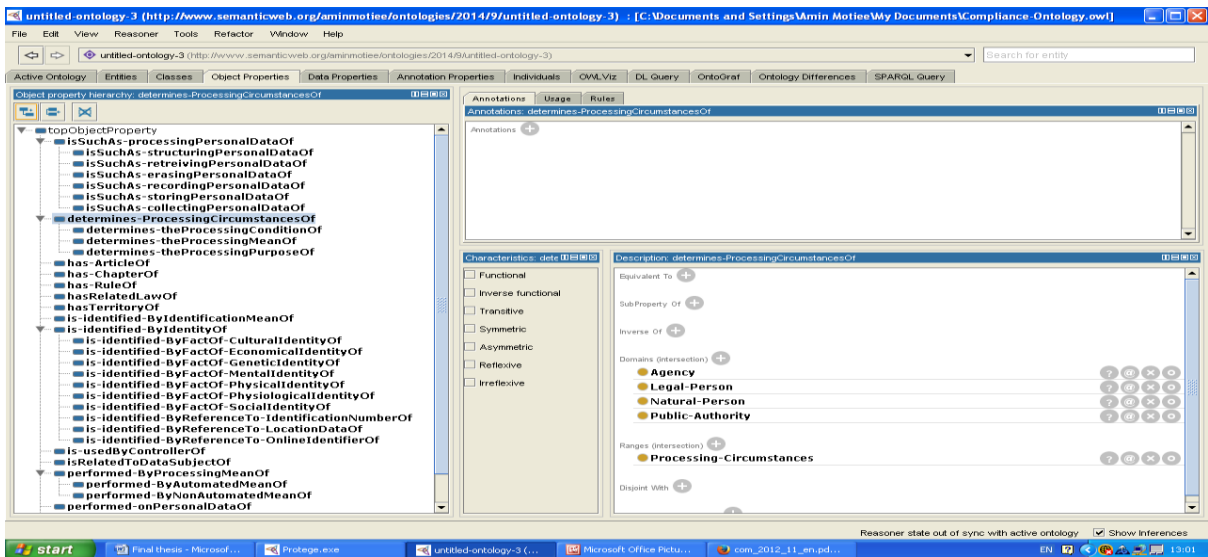 untitled-ontology-3 (http://www.semanticweb.org/aminmotiee/ontologies/2014/9/untitled-ontology-3) : [C:\Documents and Settings\Amin Motiee\My Documents\Compliance-Ontology.owl]
File Edit View Reasoner Tools Refactor Window Help
untitled-ontology-3 (http://www.semanticweb.org/aminmotiee/ontologies/2014/9/untitled-ontology-3)
Search for entity
Active Ontology Entities Classes Object Properties Data Properties Annotation Properties Individuals OWLViz DL Query OntoGraf Ontology Differences SPARQL Query
Object property hierarchy: determines-ProcessingCircumstancesOf
topObjectProperty
isSuchAs-processingPersonalDataOf
isSuchAs-structuringPersonalDataOf
isSuchAs-retreivingPersonalDataOf
isSuchAs-erasingPersonalDataOf
isSuchAs-recordingPersonalDataOf
isSuchAs-storingPersonalDataOf
isSuchAs-collectingPersonalDataOf
determines-ProcessingCircumstancesOf
determines-theProcessingConditionOf
determines-theProcessingMeanOf
determines-theProcessingPurposeOf
has-ArticleOf
has-ChapterOf
has-RuleOf
hasRelatedLawOf
hasTerritoryOf
is-identified-ByIdentificationMeanOf
is-identified-ByIdentityOf
is-identified-ByFactOf-CulturalIdentityOf
is-identified-ByFactOf-EconomicalIdentityOf
is-identified-ByFactOf-GeneticIdentityOf
is-identified-ByFactOf-MentalIdentityOf
is-identified-ByFactOf-PhysicalIdentityOf
is-identified-ByFactOf-PhysiologicalIdentityOf
is-identified-ByFactOf-SocialIdentityOf
is-identified-ByReferenceTo-IdentificationNumberOf
is-identified-ByReferenceTo-LocationDataOf
is-identified-ByReferenceTo-OnlineIdentifierOf
is-usedByControllerOf
isRelatedToDataSubjectOf
performed-ByProcessingMeanOf
performed-ByAutomatedMeanOf
performed-ByNonAutomatedMeanOf
performed-onPersonalDataOf
Annotations Usage Rules
Annotations: determines-ProcessingCircumstancesOf
Annotations
Characteristics: dete
Functional
Inverse functional
Transitive
Symmetric
Asymmetric
Reflexive
Irreflexive
Description: determines-ProcessingCircumstancesOf
Equivalent To
SubProperty Of
Inverse Of
Domains (intersection)
Agency
Legal-Person
Natural-Person
Public-Authority
Ranges (intersection)
Processing-Circumstances
Disjoint With
Reasoner state out of sync with active ontology Show Inferences
start Final thesis - Microsof... Protege.exe untitled-ontology-3 (... Microsoft Office Pictu... com_2012_11_en.pd... EN 13:01